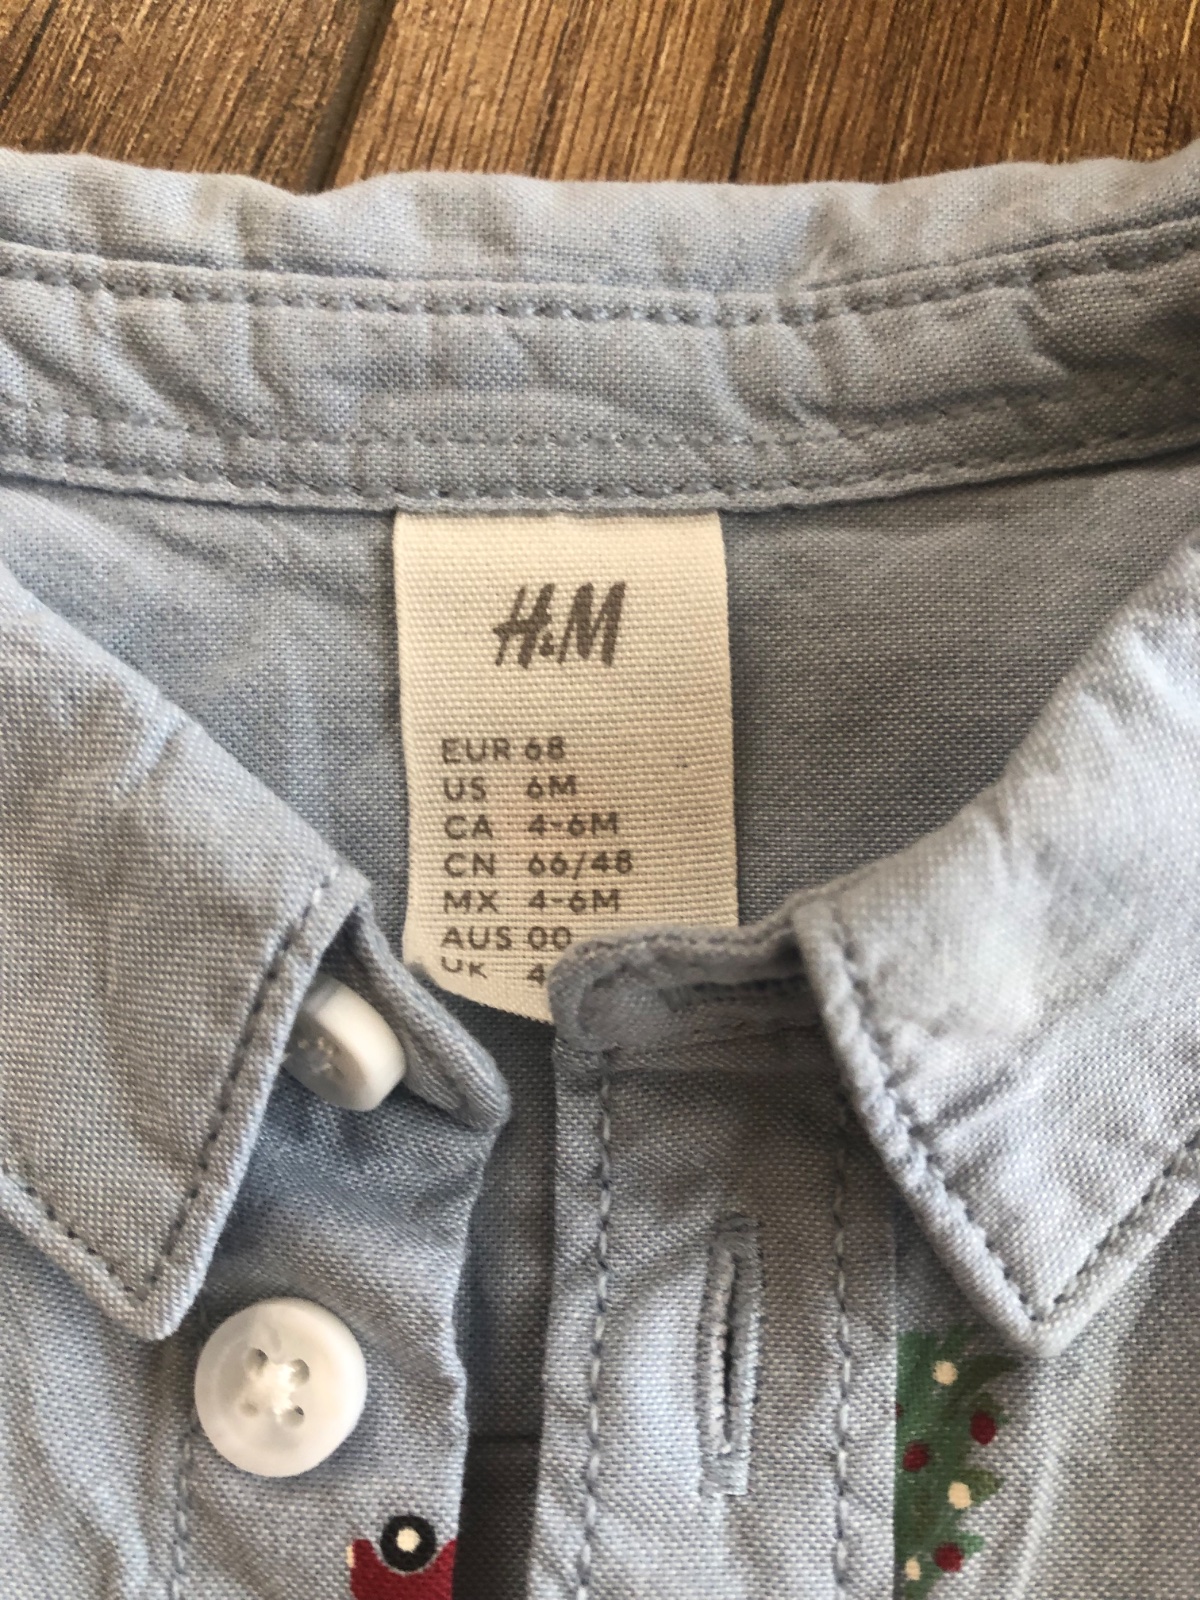 H&M
EUR 68
US 6M
CA 4-6M
CN 66/48
MX 4-6M
AUS 00
UK 4